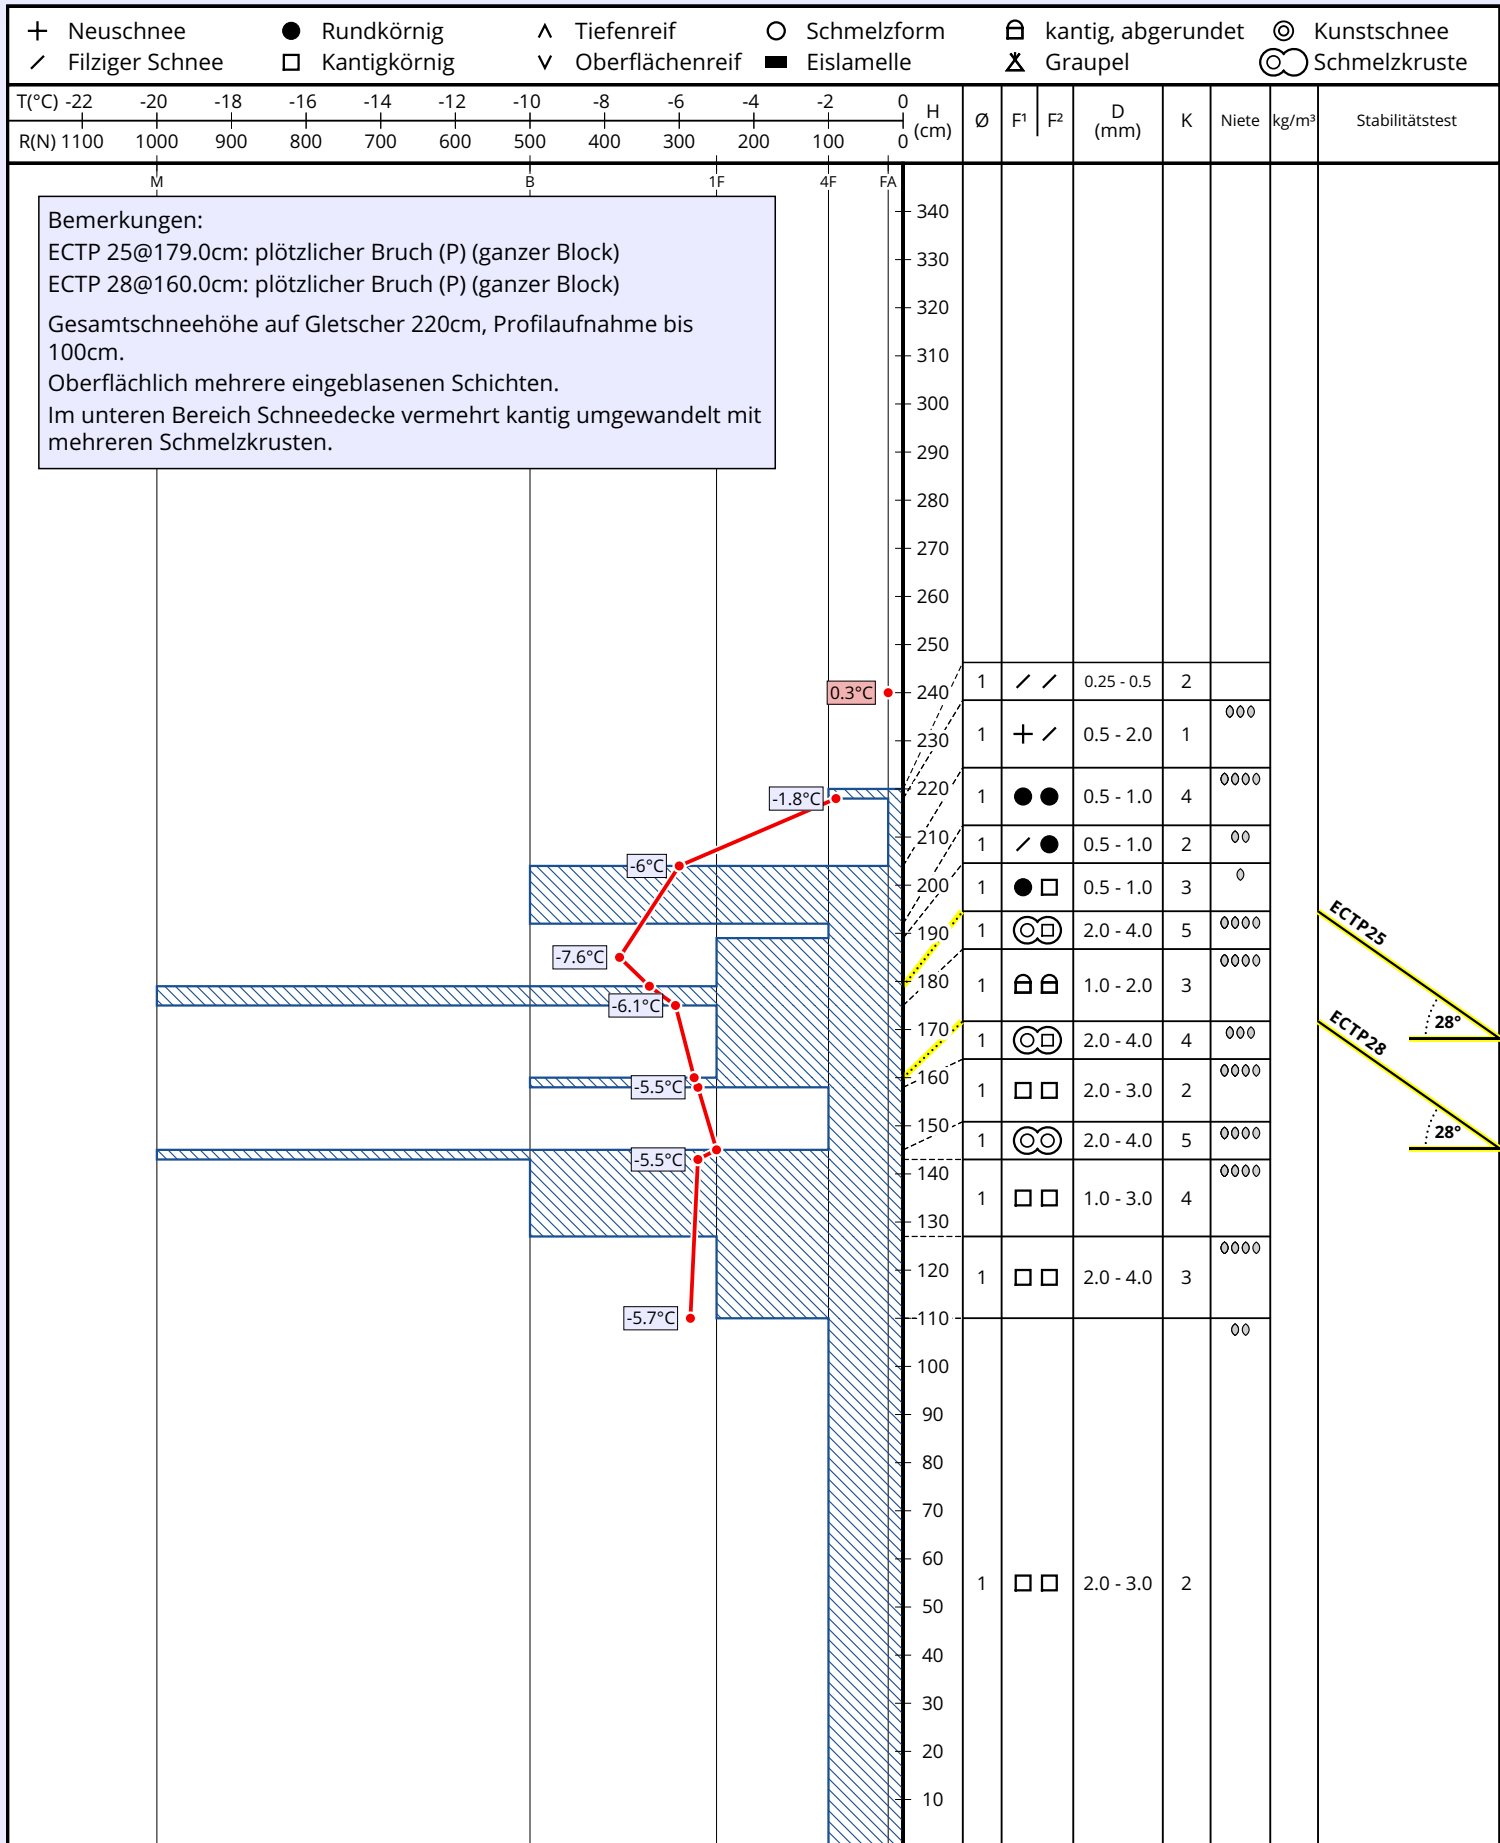 Neuschnee Rundkörnig Tiefenreif Schmelzform kantig, abgerundet Kunstschnee
Filziger Schnee Kantigkörnig Oberflächenreif Eislamelle Graupel Schmelzkruste
T(°C) -22 -20 -18 -16 -14 -12 -10 -8 -6 -4 -2 0
R(N) 1100 1000 900 800 700 600 500 400 300 200 100 0
H (cm) Ø F¹ F² D (mm) K Niete kg/m³ Stabilitätstest
M B 1F 4F FA
Bemerkungen:
ECTP 25@179.0cm: plötzlicher Bruch (P) (ganzer Block)
ECTP 28@160.0cm: plötzlicher Bruch (P) (ganzer Block)
Gesamtschneehöhe auf Gletscher 220cm, Profilaufnahme bis
100cm.
Oberflächlich mehrere eingeblasenen Schichten.
Im unteren Bereich Schneedecke vermehrt kantig umgewandelt mit
mehreren Schmelzkrusten.
340
330
320
310
300
290
280
270
260
250
240
230
220
210
200
190
180
170
160
150
140
130
120
110
100
90
80
70
60
50
40
30
20
10
0.3°C
-1.8°C
-6°C
-7.6°C
-6.1°C
-5.5°C
-5.5°C
-5.7°C
1 0.25 - 0.5 2
1 0.5 - 2.0 1
1 0.5 - 1.0 4
1 0.5 - 1.0 2
1 0.5 - 1.0 3
1 2.0 - 4.0 5
1 1.0 - 2.0 3
1 2.0 - 4.0 4
1 2.0 - 3.0 2
1 2.0 - 4.0 5
1 1.0 - 3.0 4
1 2.0 - 4.0 3
1 2.0 - 3.0 2
ECTP25
28°
ECTP28
28°